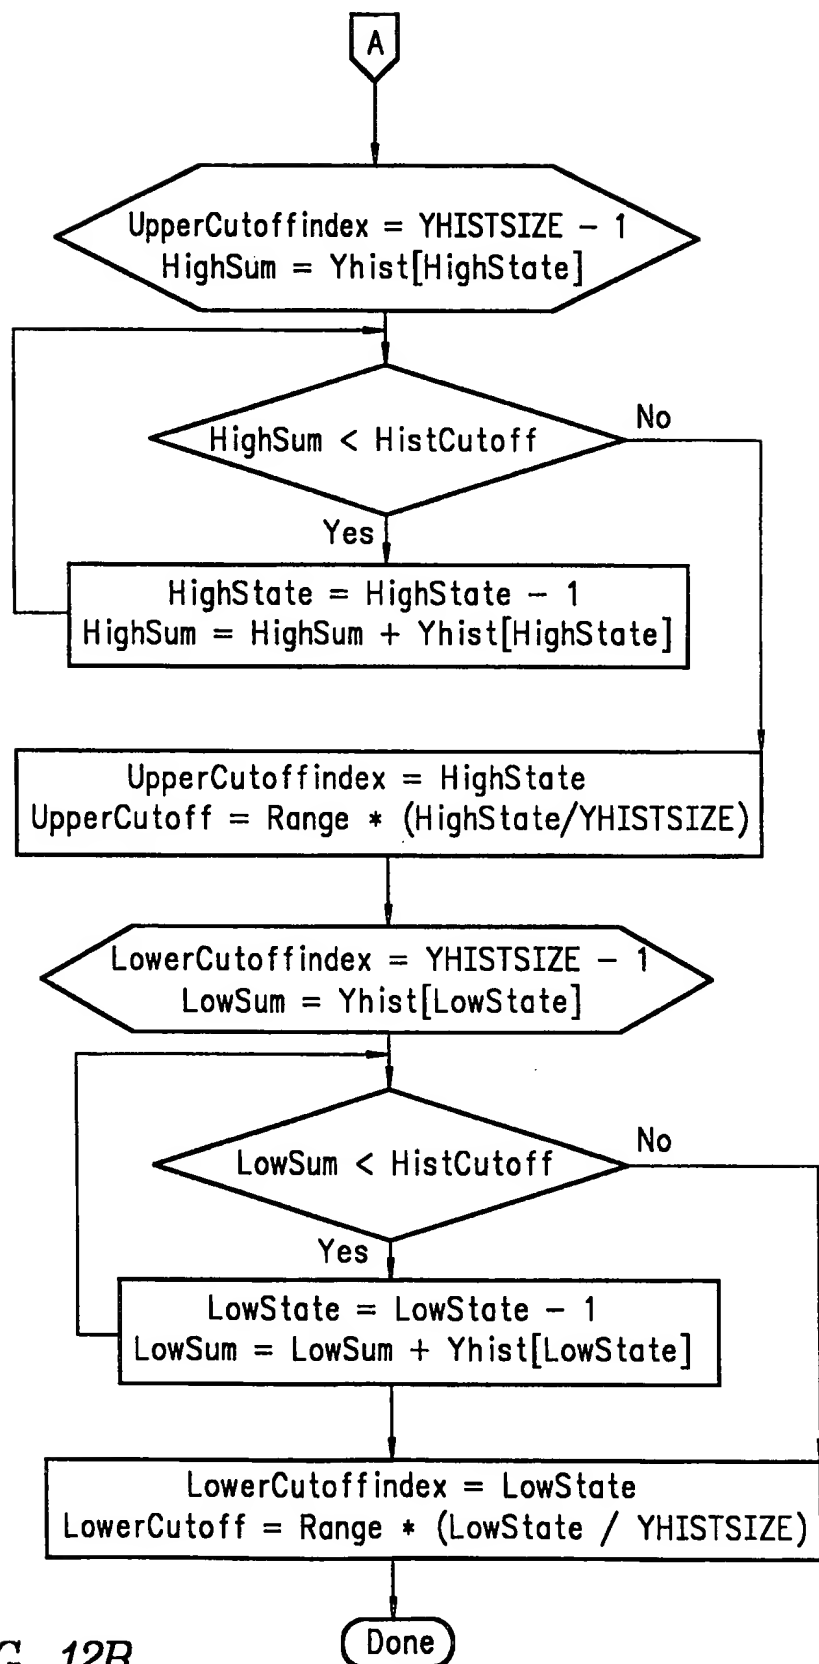 A
UpperCutoffindex = YHISTSIZE - 1
HighSum = Yhist[HighState]
HighSum < HistCutoff
No
Yes
HighState = HighState - 1
HighSum = HighSum + Yhist[HighState]
UpperCutoffindex = HighState
UpperCutoff = Range * (HighState/YHISTSIZE)
LowerCutoffindex = YHISTSIZE - 1
LowSum = Yhist[LowState]
LowSum < HistCutoff
No
Yes
LowState = LowState - 1
LowSum = LowSum + Yhist[LowState]
LowerCutoffindex = LowState
LowerCutoff = Range * (LowState / YHISTSIZE)
Done
12B